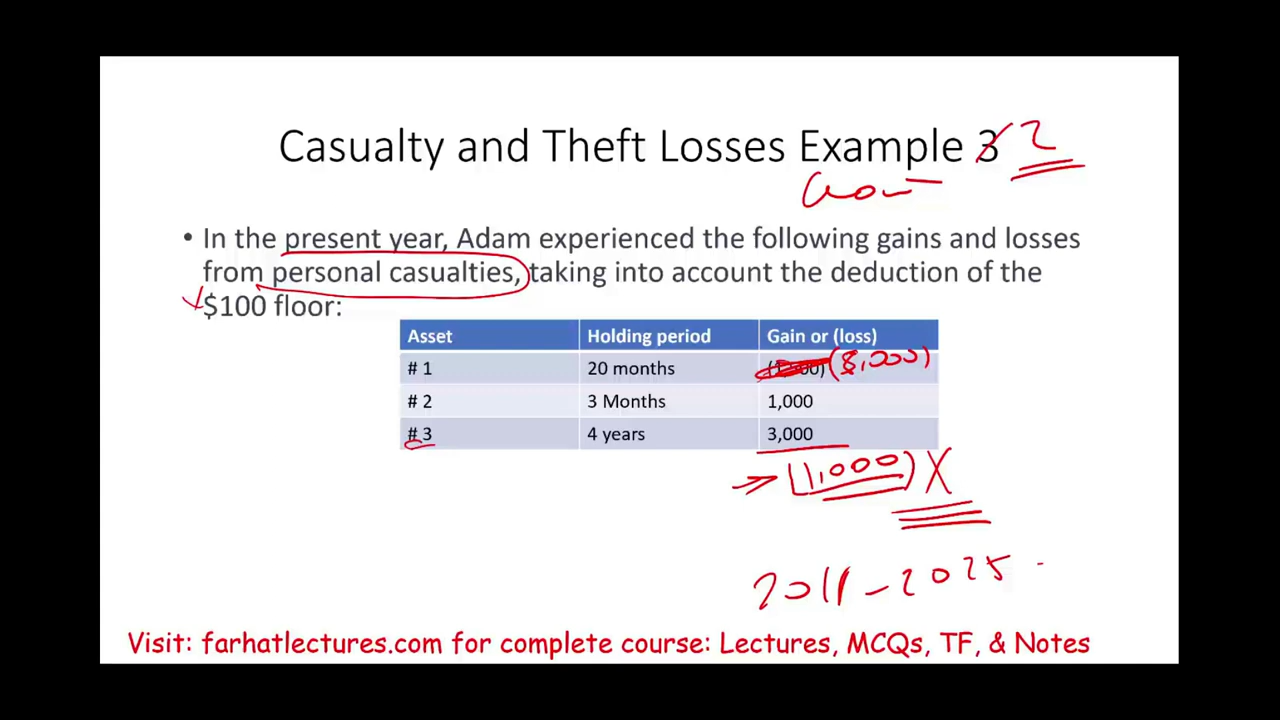 Casualty and Theft Losses Example 3 2
• In the present year, Adam experienced the following gains and losses
from personal casualties, taking into account the deduction of the
$100 floor:
Asset Holding period Gain or (loss)
# 1 20 months (8,000)
# 2 3 Months 1,000
# 3 4 years 3,000
(1,000) X
2011-2025
Visit: farhatlectures.com for complete course: Lectures, MCQs, TF, & Notes